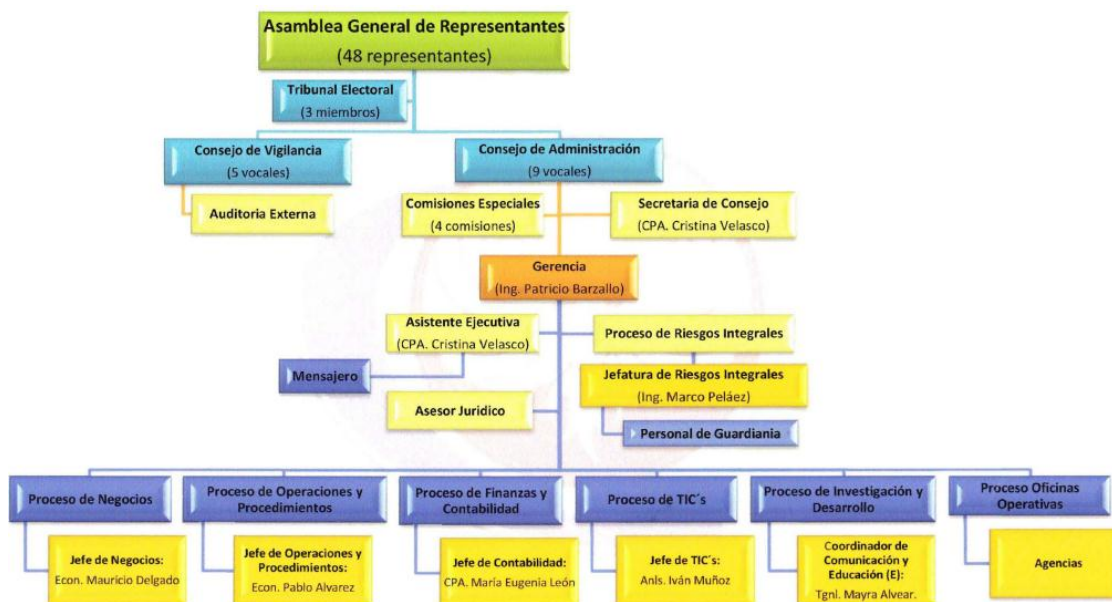 Asamblea General de Representantes
(48 representantes)
Tribunal Electoral
(3 miembros)
Consejo de Vigilancia
(5 vocales)
Consejo de Administración
(9 vocales)
Auditoria Externa
Comisiones Especiales
(4 comisiones)
Secretaria de Consejo
(CPA. Cristina Velasco)
Gerencia
(Ing. Patricio Barzallo)
Asistente Ejecutiva
(CPA. Cristina Velasco)
Proceso de Riesgos Integrales
Mensajero
Jefatura de Riesgos Integrales
(Ing. Marco Peláez)
Asesor Juridico
Personal de Guardiania
Proceso de Negocios
Proceso de Operaciones y
Procedimientos
Proceso de Finanzas y
Contabilidad
Proceso de TIC´s
Proceso de Investigación y
Desarrollo
Proceso Oficinas
Operativas
Jefe de Negocios:
Econ. Mauricio Delgado
Jefe de Operaciones y
Procedimientos:
Econ. Pablo Alvarez
Jefe de Contabilidad:
CPA. María Eugenia León
Jefe de TIC´s:
Anls. Iván Muñoz
Coordinador de
Comunicación y
Educación (E):
Tgnl. Mayra Alvear.
Agencias